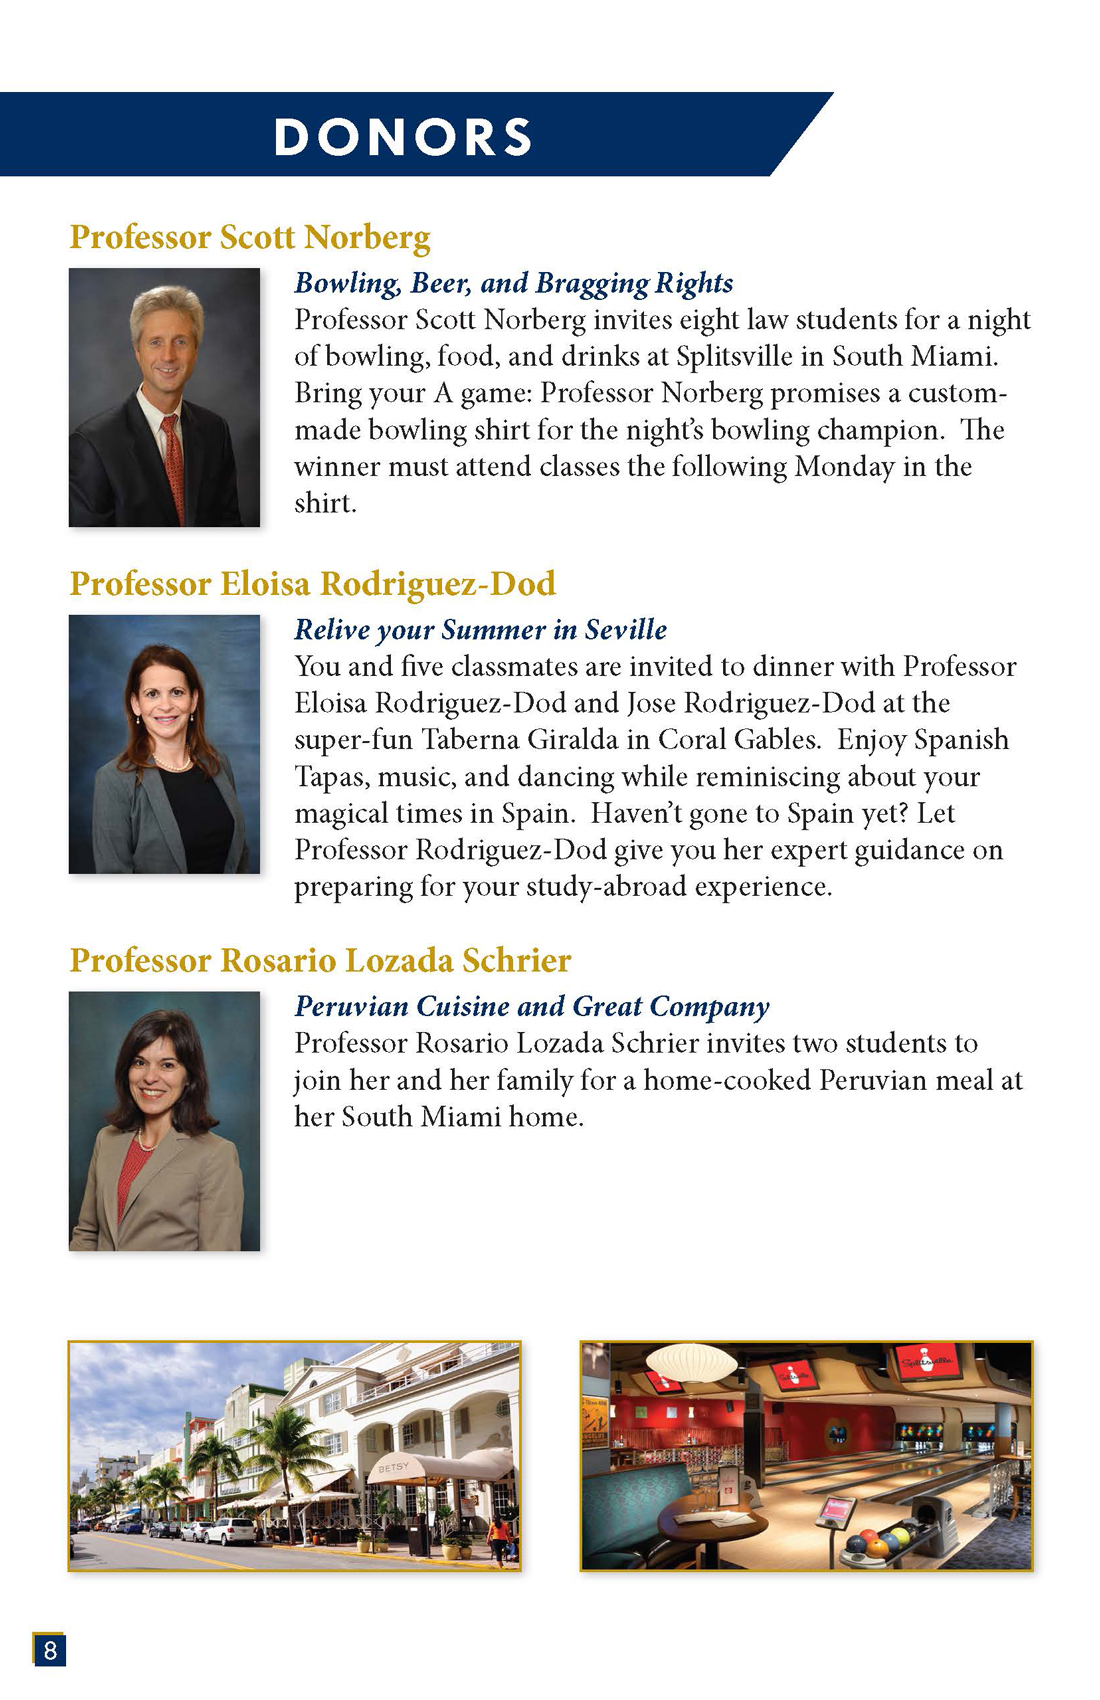 DONORS
Professor Scott Norberg
Bowling, Beer, and Bragging Rights
Professor Scott Norberg invites eight law students for a night
of bowling, food, and drinks at Splitsville in South Miami.
Bring your A game: Professor Norberg promises a custom-
made bowling shirt for the night’s bowling champion.  The
winner must attend classes the following Monday in the
shirt.
Professor Eloisa Rodriguez-Dod
Relive your Summer in Seville
You and five classmates are invited to dinner with Professor
Eloisa Rodriguez-Dod and Jose Rodriguez-Dod at the
super-fun Taberna Giralda in Coral Gables.  Enjoy Spanish
Tapas, music, and dancing while reminiscing about your
magical times in Spain.  Haven’t gone to Spain yet? Let
Professor Rodriguez-Dod give you her expert guidance on
preparing for your study-abroad experience.
Professor Rosario Lozada Schrier
Peruvian Cuisine and Great Company
Professor Rosario Lozada Schrier invites two students to
join her and her family for a home-cooked Peruvian meal at
her South Miami home.
BETSY
Splitsville
8